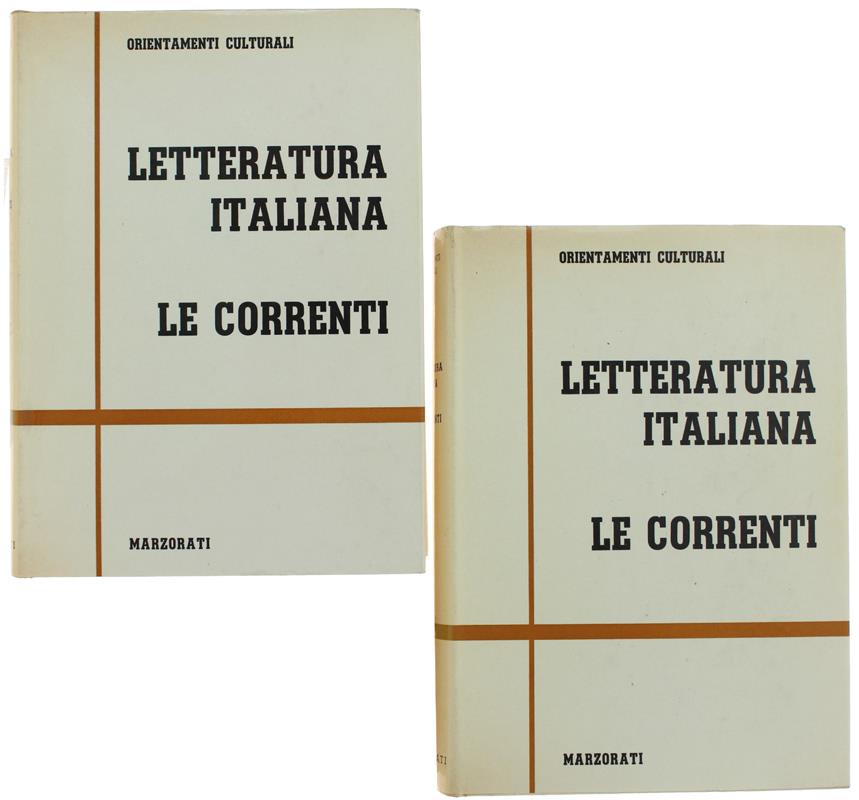 ORIENTAMENTI CULTURALI
LETTERATURA
ITALIANA
LE CORRENTI
MARZORATI
ORIENTAMENTI CULTURALI
LETTERATURA
ITALIANA
LE CORRENTI
MARZORATI